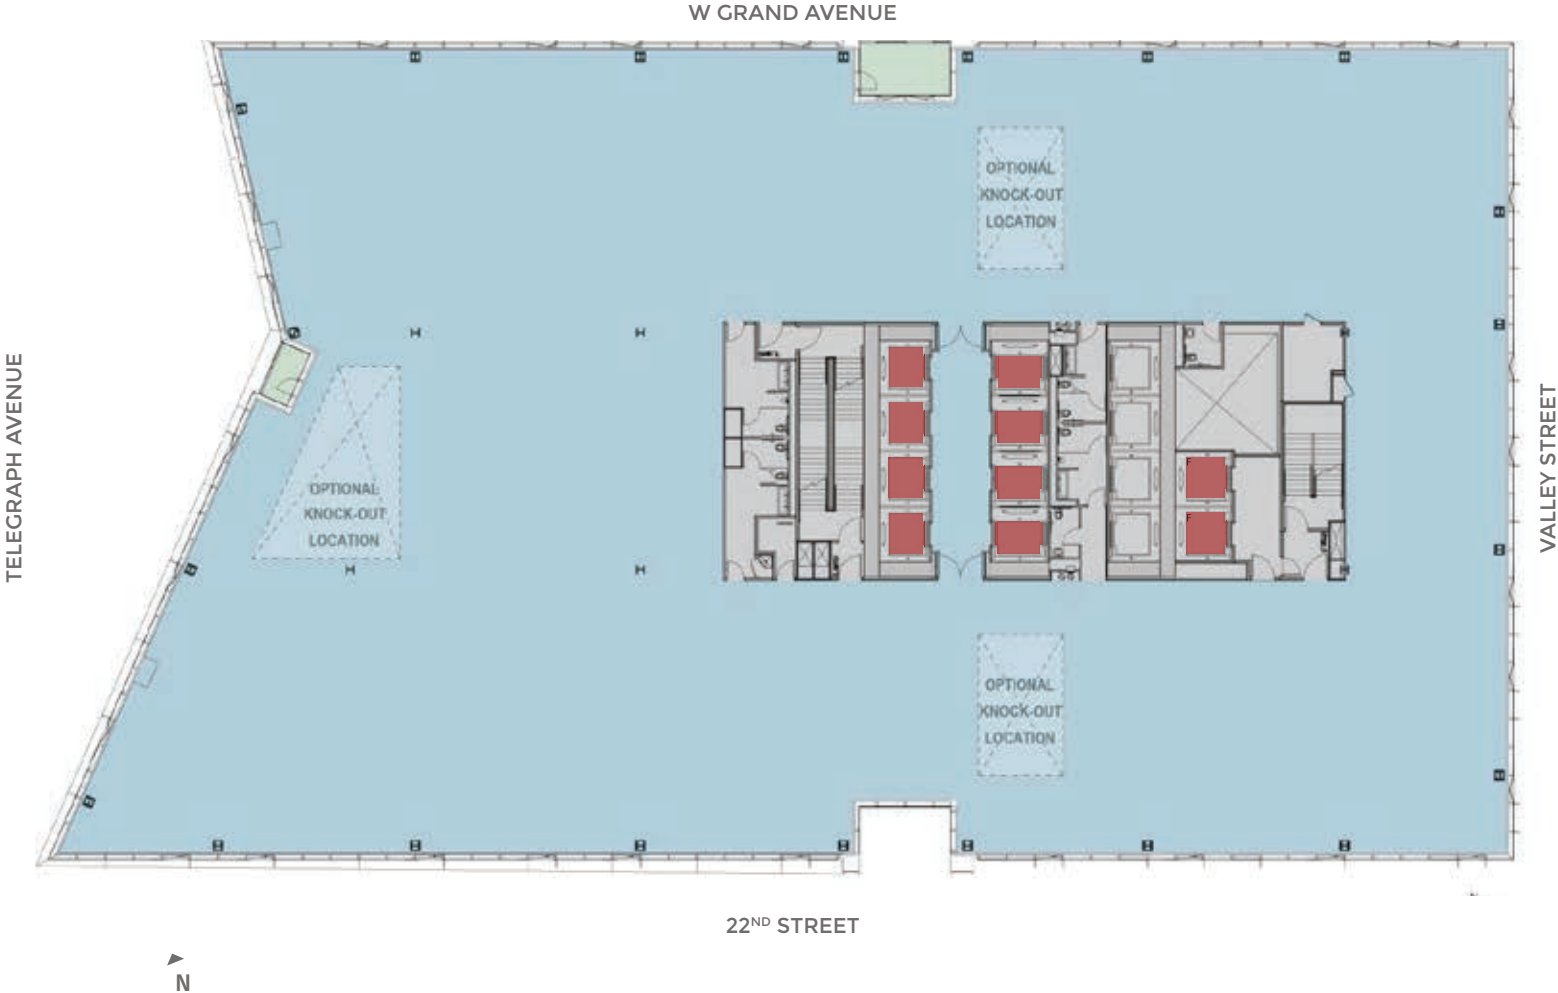 W GRAND AVENUE
OPTIONAL
KNOCK-OUT
LOCATION
TELEGRAPH AVENUE
VALLEY STREET
OPTIONAL
KNOCK-OUT
LOCATION
F
F
OPTIONAL
KNOCK-OUT
LOCATION
22ND STREET
N